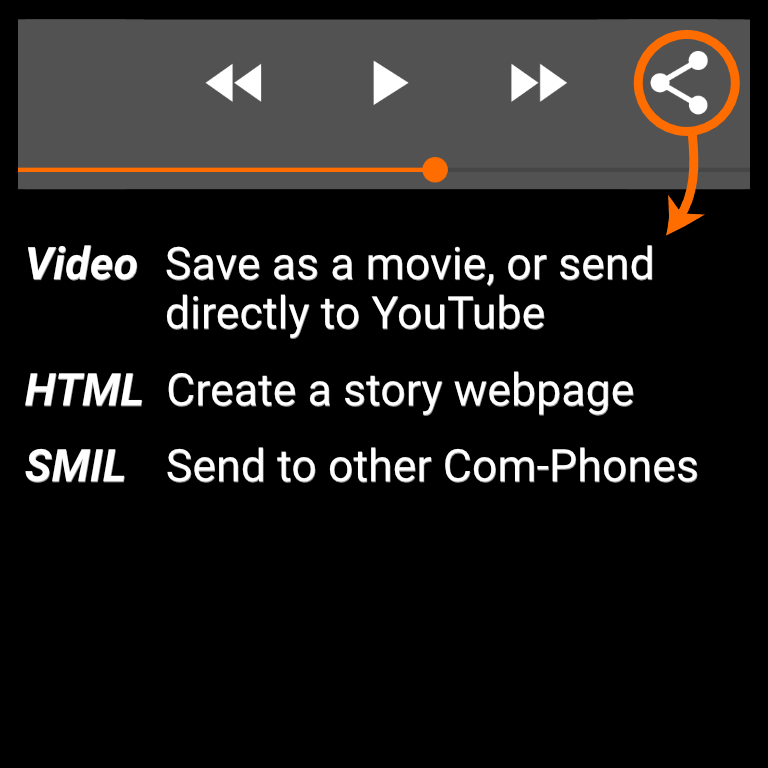 Video Save as a movie, or send
directly to YouTube
HTML Create a story webpage
SMIL Send to other Com-Phones